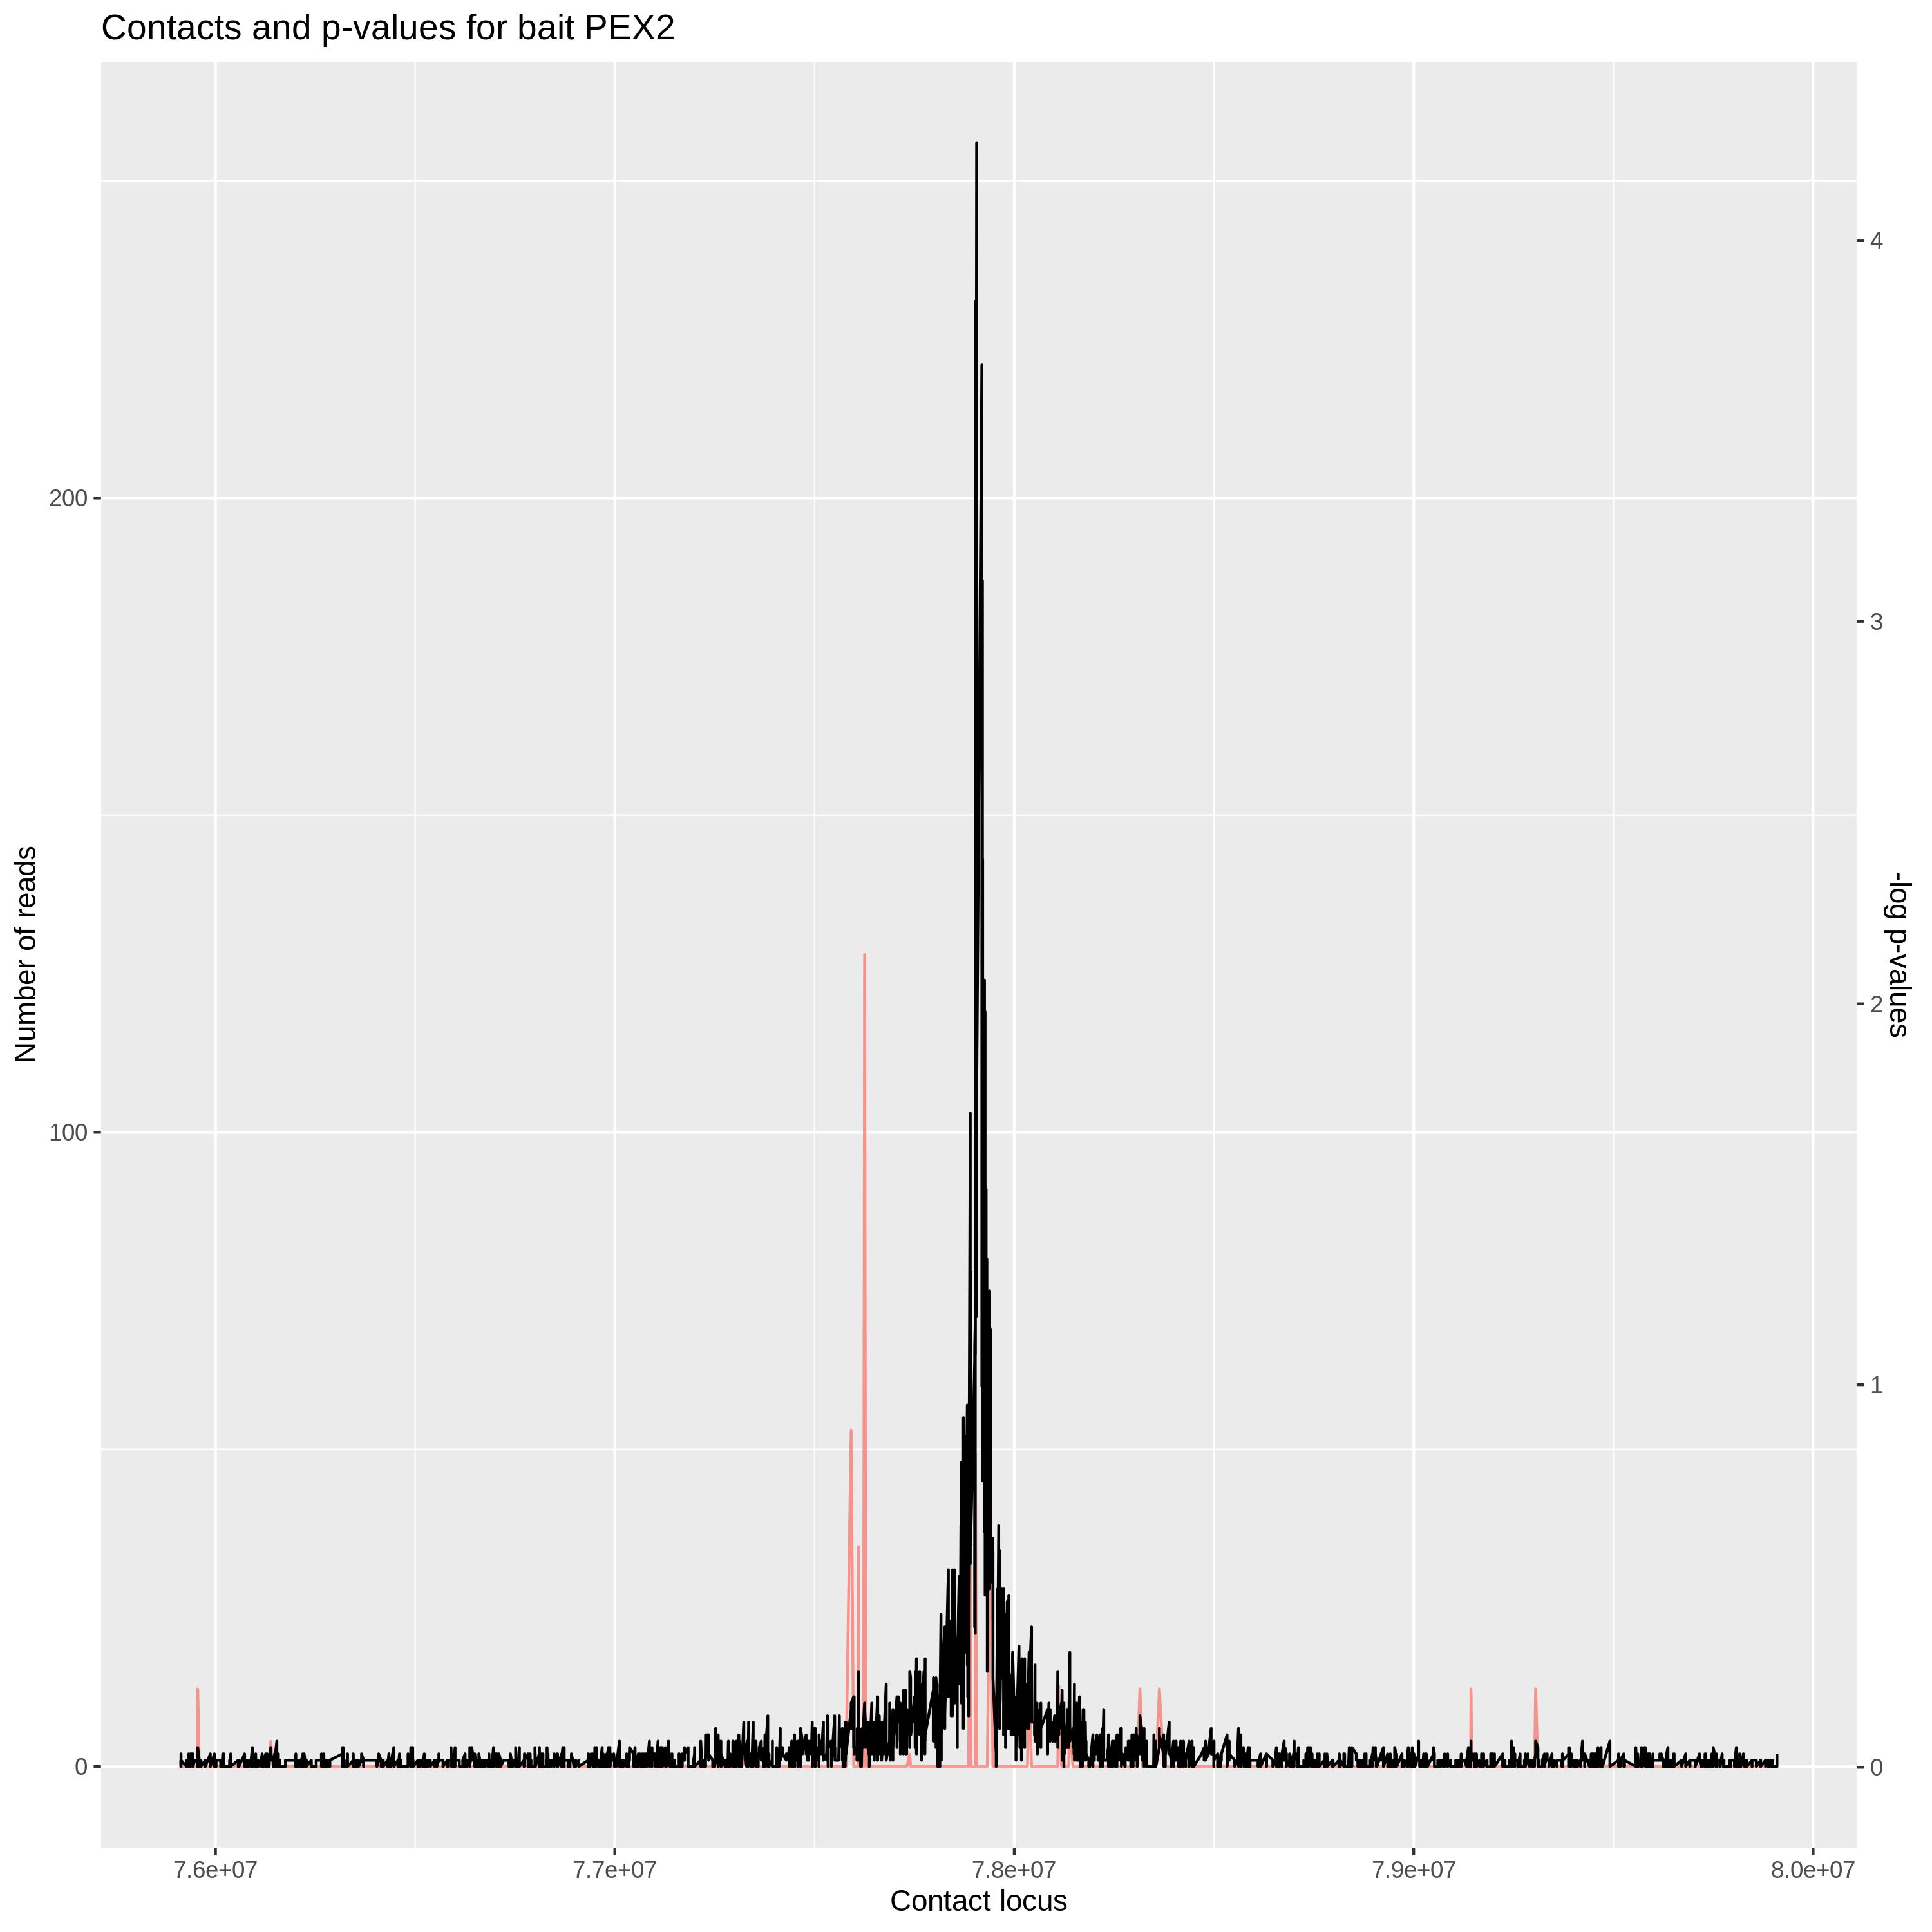 Contacts and p-values for bait PEX2
Number of reads
200
100
0
4
3
2
1
0
-log p-values
7.6e+07 7.7e+07 7.8e+07 7.9e+07 8.0e+07
Contact locus